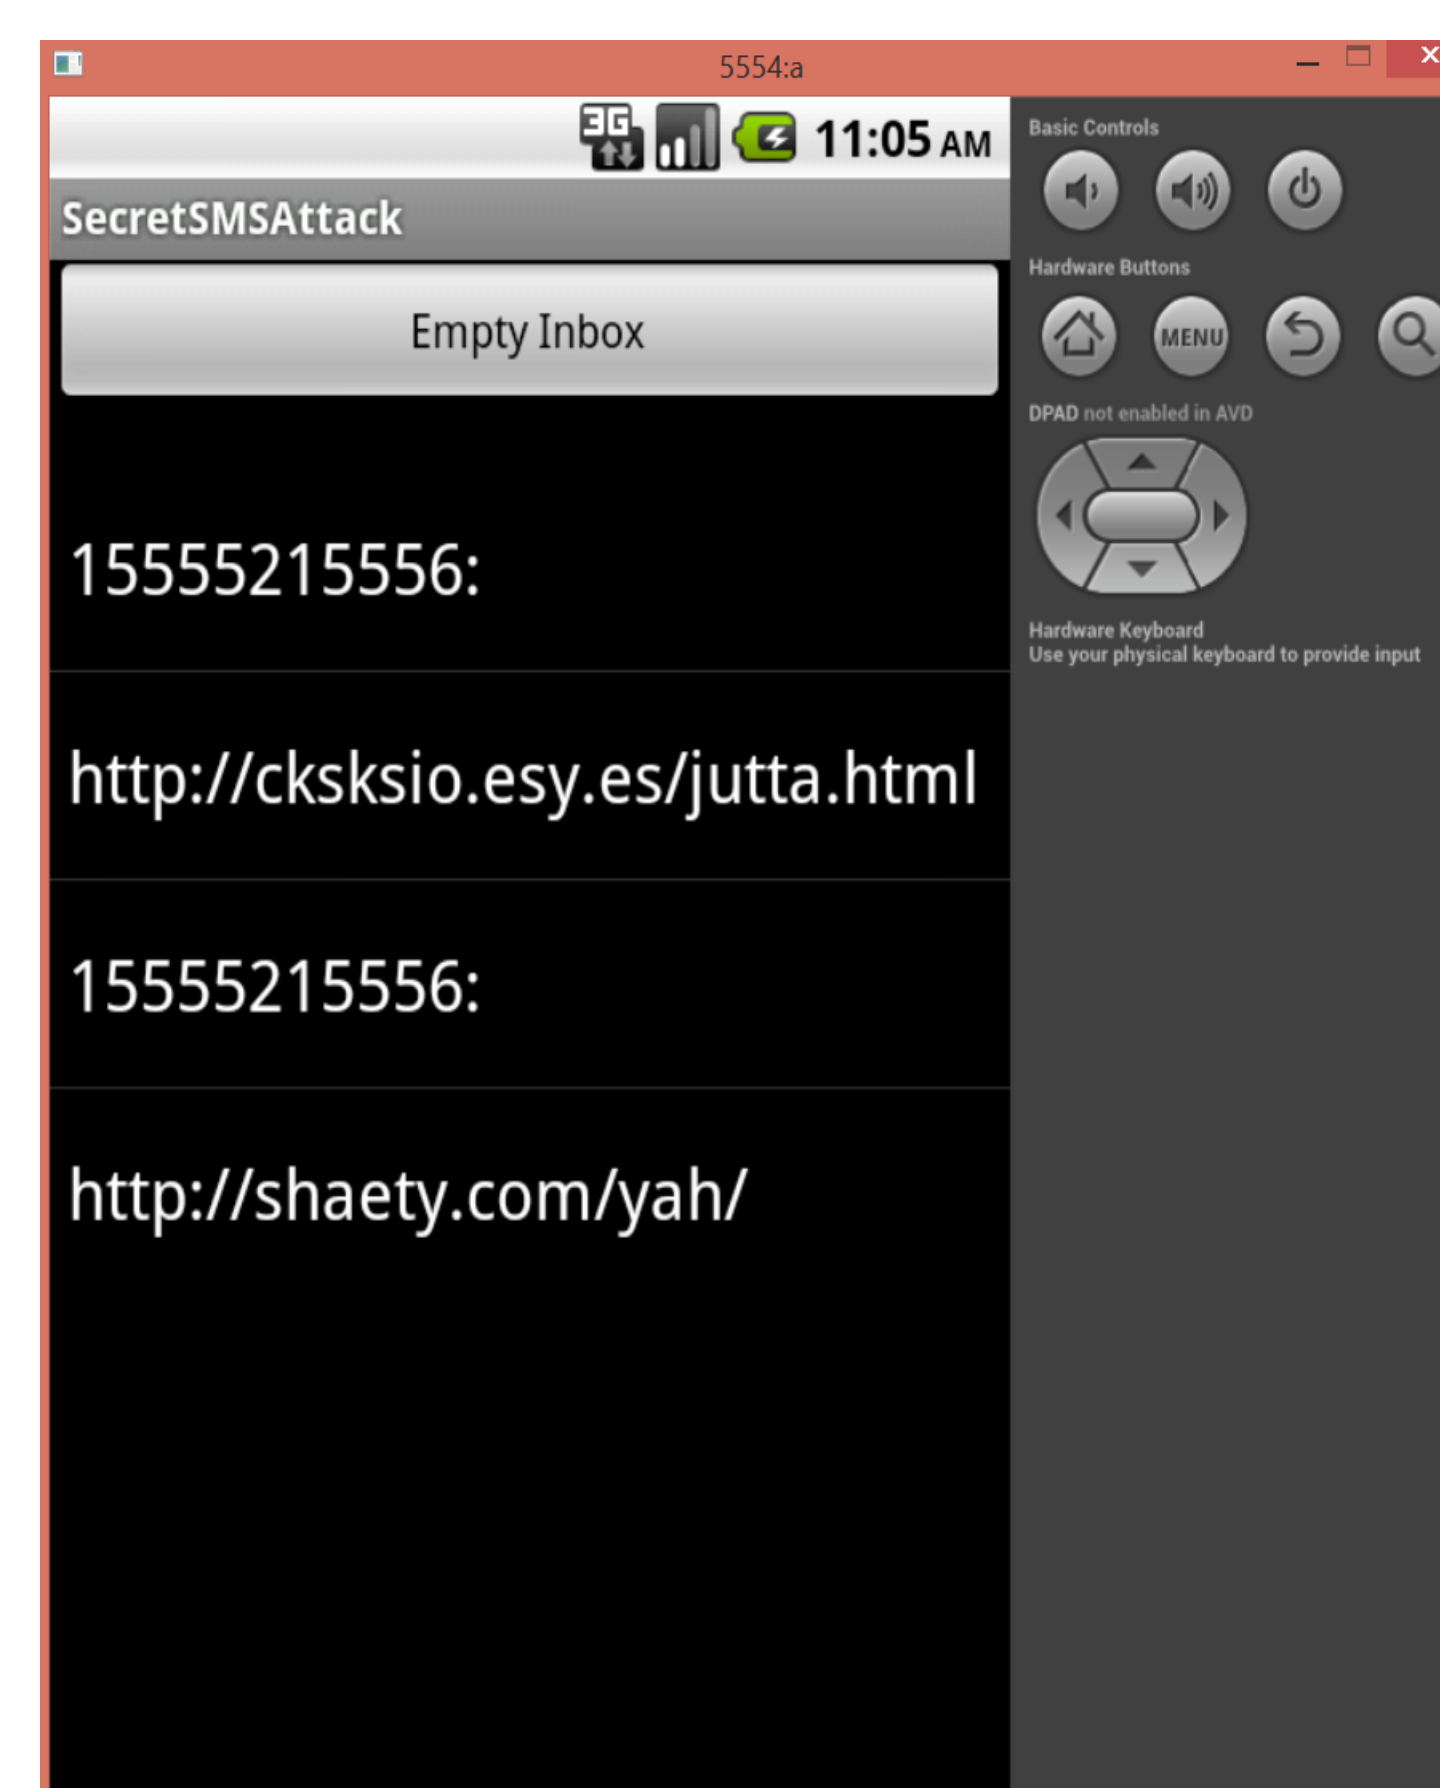 5554:a
3G 11:05 AM
SecretSMSAttack
Empty Inbox
15555215556:
http://cksksio.esy.es/jutta.html
15555215556:
http://shaety.com/yah/
Basic Controls
Hardware Buttons
MENU
DPAD not enabled in AVD
Hardware Keyboard
Use your physical keyboard to provide input